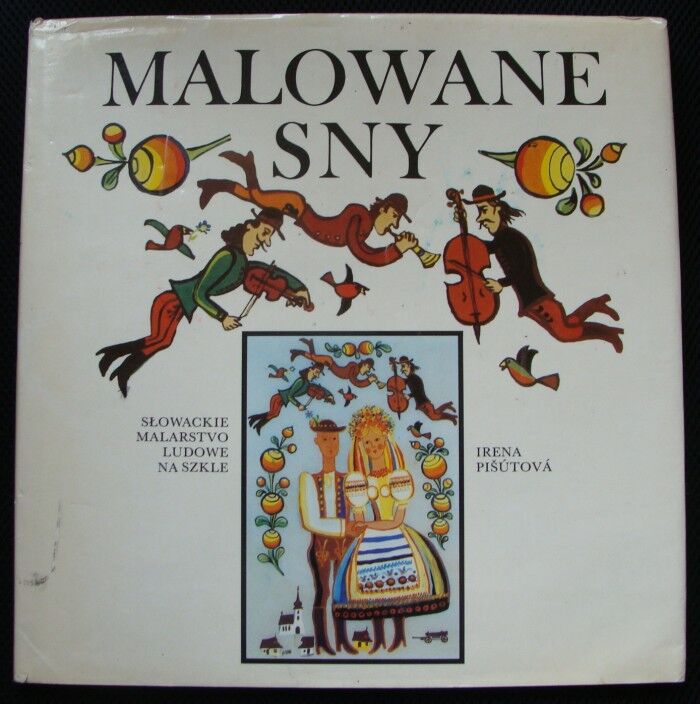 MALOWANE
SNY
SŁOWACKIE
MALARSTVO
LUDOWE
NA SZKLE
IRENA
PIŠÚTOVÁ